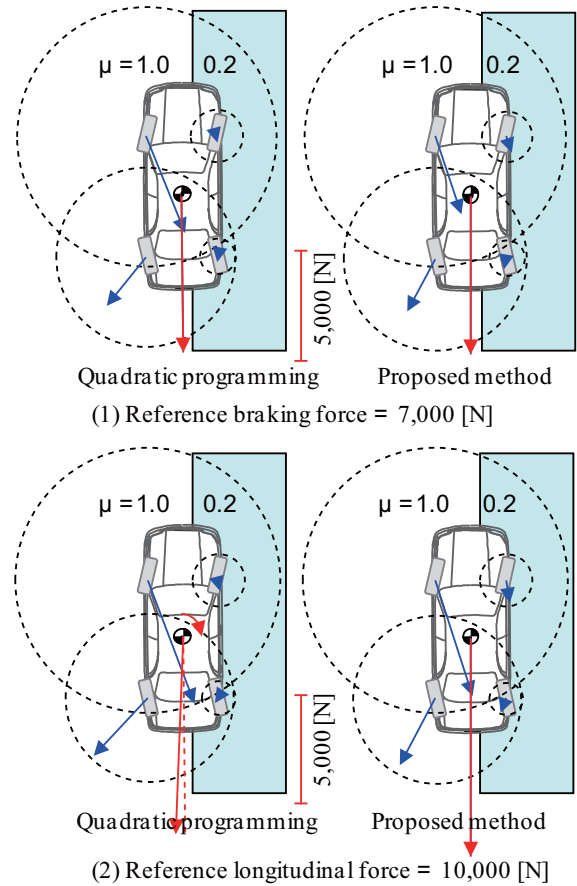 μ = 1.0 0.2 μ = 1.0 0.2
5,000 [N]
Quadratic programming Proposed method
(1) Reference braking force = 7,000 [N]
μ = 1.0 0.2 μ = 1.0 0.2
5,000 [N]
Quadratic programming Proposed method
(2) Reference longitudinal force = 10,000 [N]